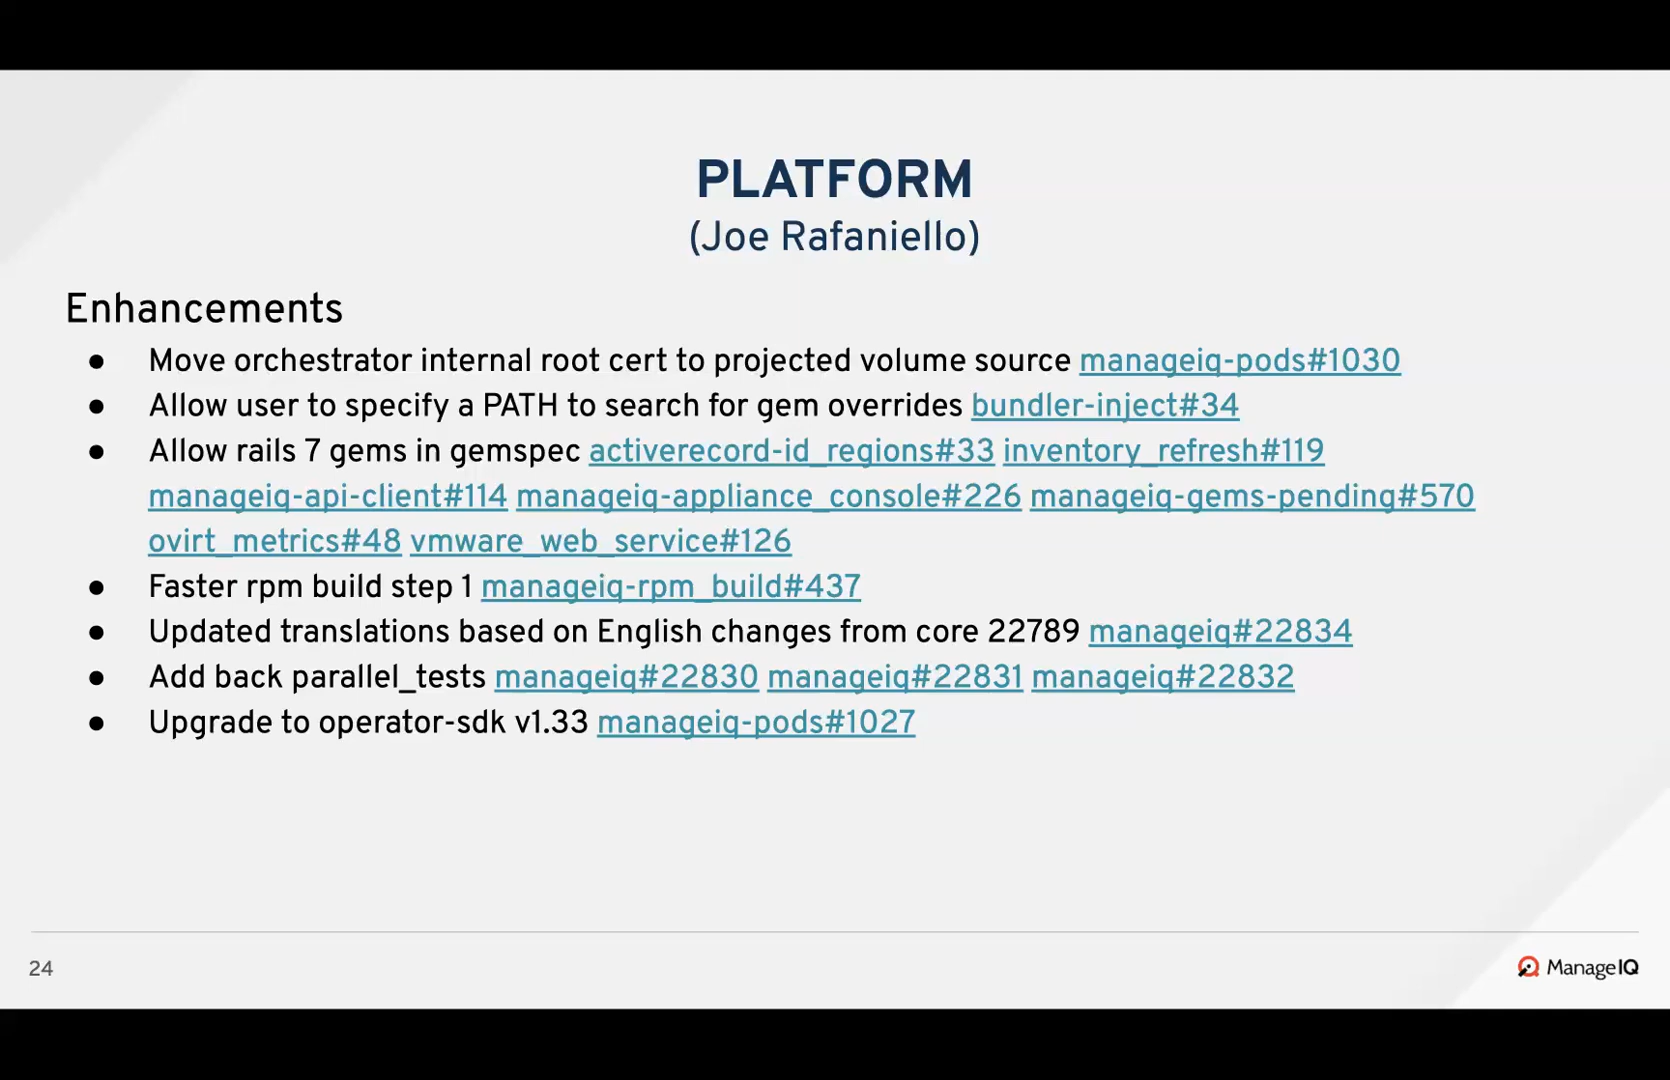 PLATFORM
(Joe Rafaniello)
Enhancements
● Move orchestrator internal root cert to projected volume source manageiq-pods#1030
● Allow user to specify a PATH to search for gem overrides bundler-inject#34
● Allow rails 7 gems in gemspec activerecord-id_regions#33 inventory_refresh#119
manageiq-api-client#114 manageiq-appliance_console#226 manageiq-gems-pending#570
ovirt_metrics#48 vmware_web_service#126
● Faster rpm build step 1 manageiq-rpm_build#437
● Updated translations based on English changes from core 22789 manageiq#22834
● Add back parallel_tests manageiq#22830 manageiq#22831 manageiq#22832
● Upgrade to operator-sdk v1.33 manageiq-pods#1027
24
ManageIQ